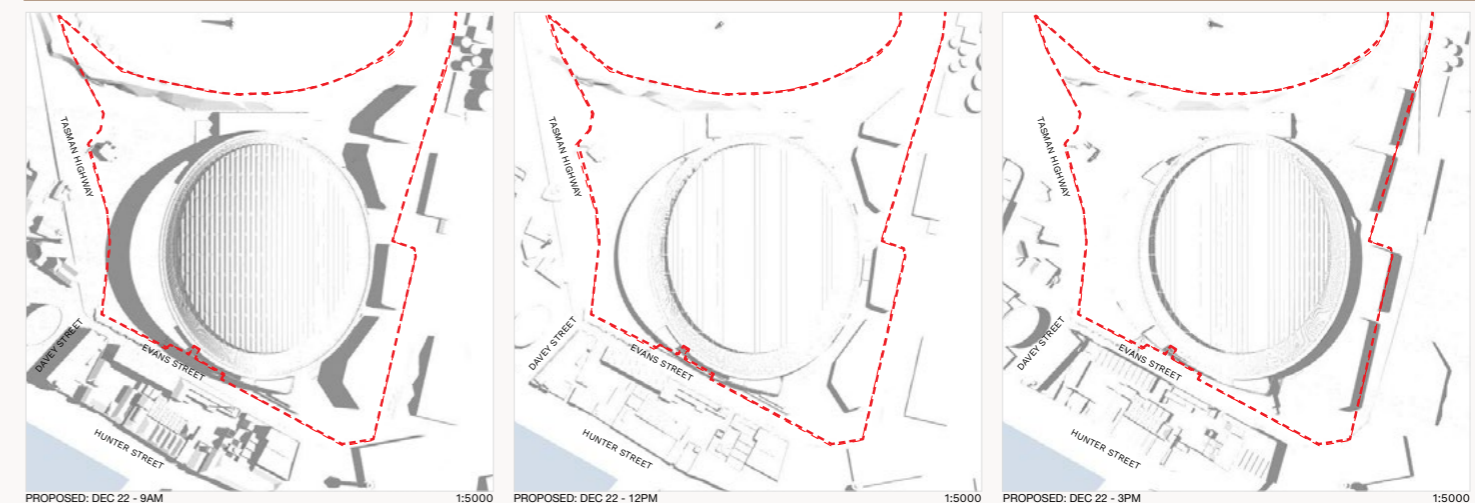 TASMAN HIGHWAY
DAVEY STREET
EVANS STREET
HUNTER STREET
PROPOSED: DEC 22 - 9AM
1:5000
TASMAN HIGHWAY
DAVEY STREET
EVANS STREET
HUNTER STREET
PROPOSED: DEC 22 - 12PM
1:5000
TASMAN HIGHWAY
DAVEY STREET
EVANS STREET
HUNTER STREET
PROPOSED: DEC 22 - 3PM
1:5000